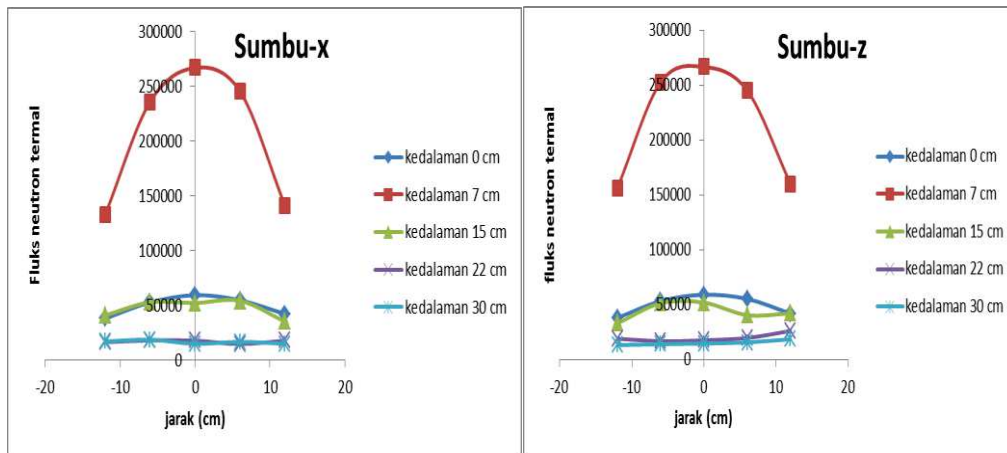 Sumbu-x
300000
250000
200000
150000
100000
50000
0
-20
-10
0
10
20
Fluks neutron termal
jarak (cm)
kedalaman 0 cm
kedalaman 7 cm
kedalaman 15 cm
kedalaman 22 cm
kedalaman 30 cm
Sumbu-z
300000
250000
200000
150000
100000
50000
0
-20
-10
0
10
20
fluks neutron termal
jarak (cm)
kedalaman 0 cm
kedalaman 7 cm
kedalaman 15 cm
kedalaman 22 cm
kedalaman 30 cm